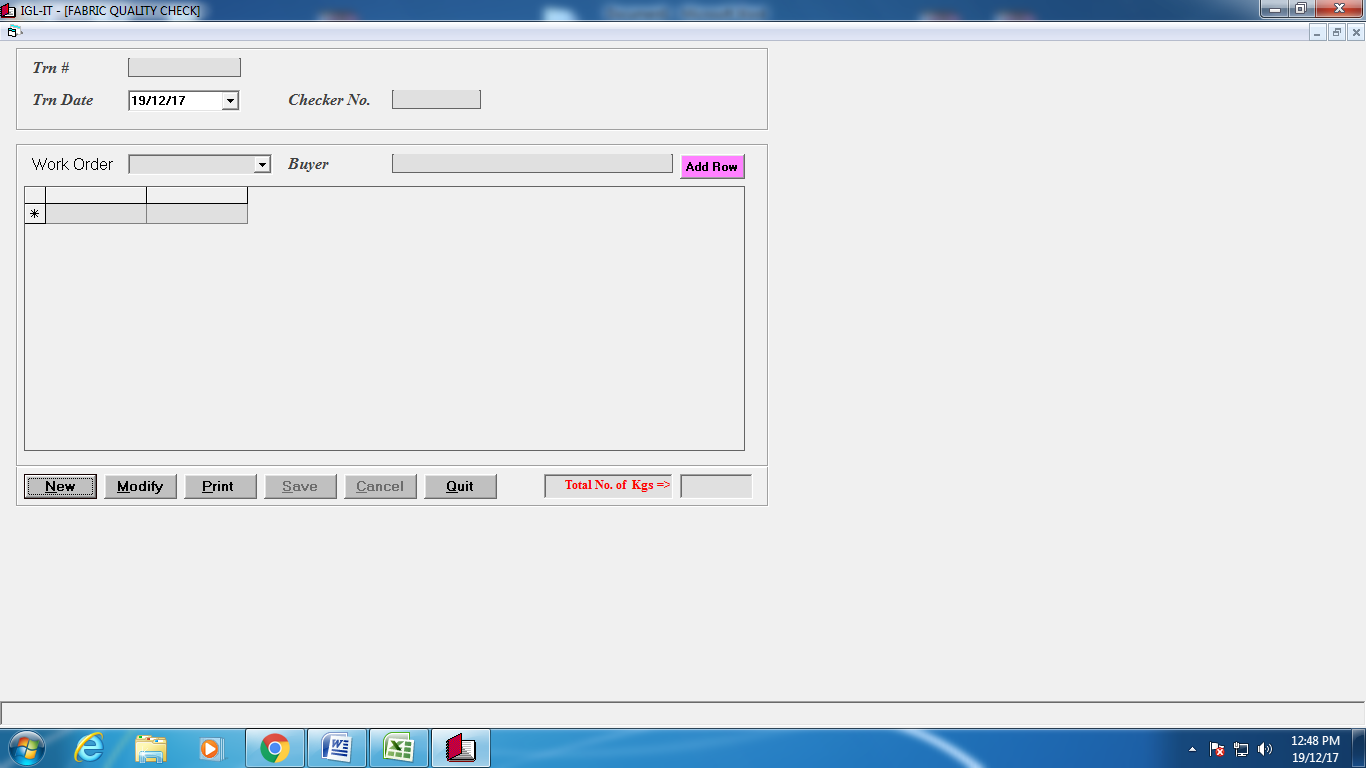 IGL-IT - [FABRIC QUALITY CHECK]
Trn #
Trn Date 19/12/17 Checker No.
Work Order Buyer Add Row
*
New Modify Print Save Cancel Quit Total No. of Kgs =>
12:48 PM
19/12/17